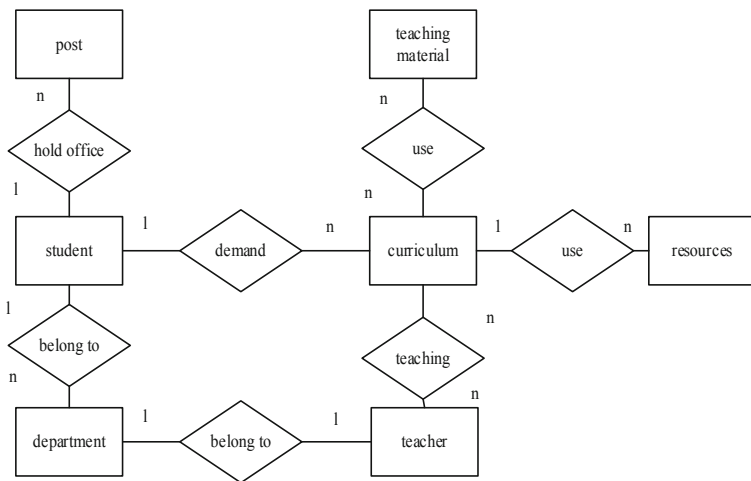 post
teaching
material
n
n
hold office
use
l
n
student
l
demand
n
curriculum
l
use
n
resources
l
n
belong to
teaching
n
n
department
l
belong to
l
teacher